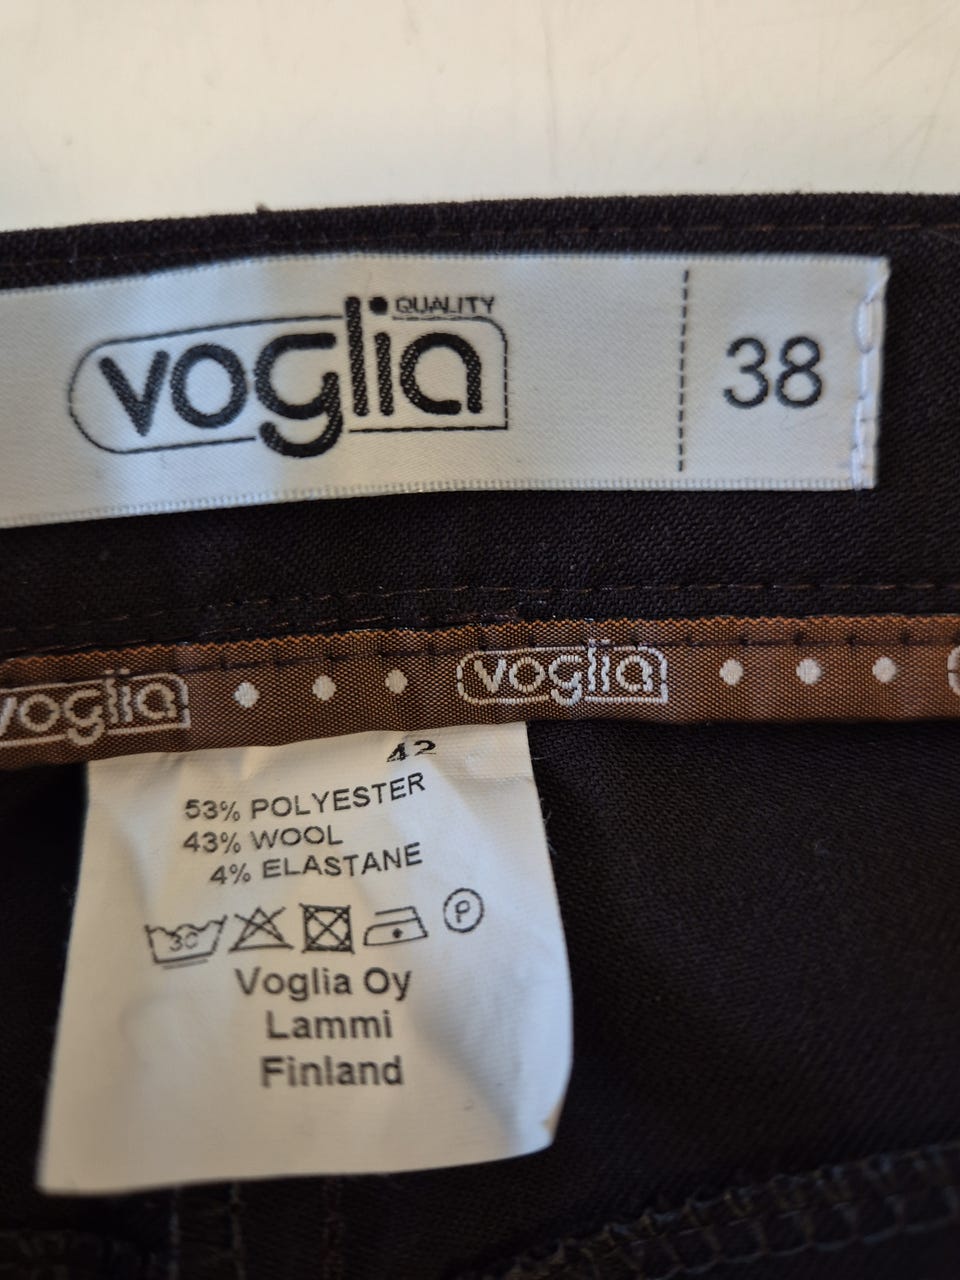 QUALITY
voglia
38
voglia voglia
42
53% POLYESTER
43% WOOL
4% ELASTANE
30 P
Voglia Oy
Lammi
Finland